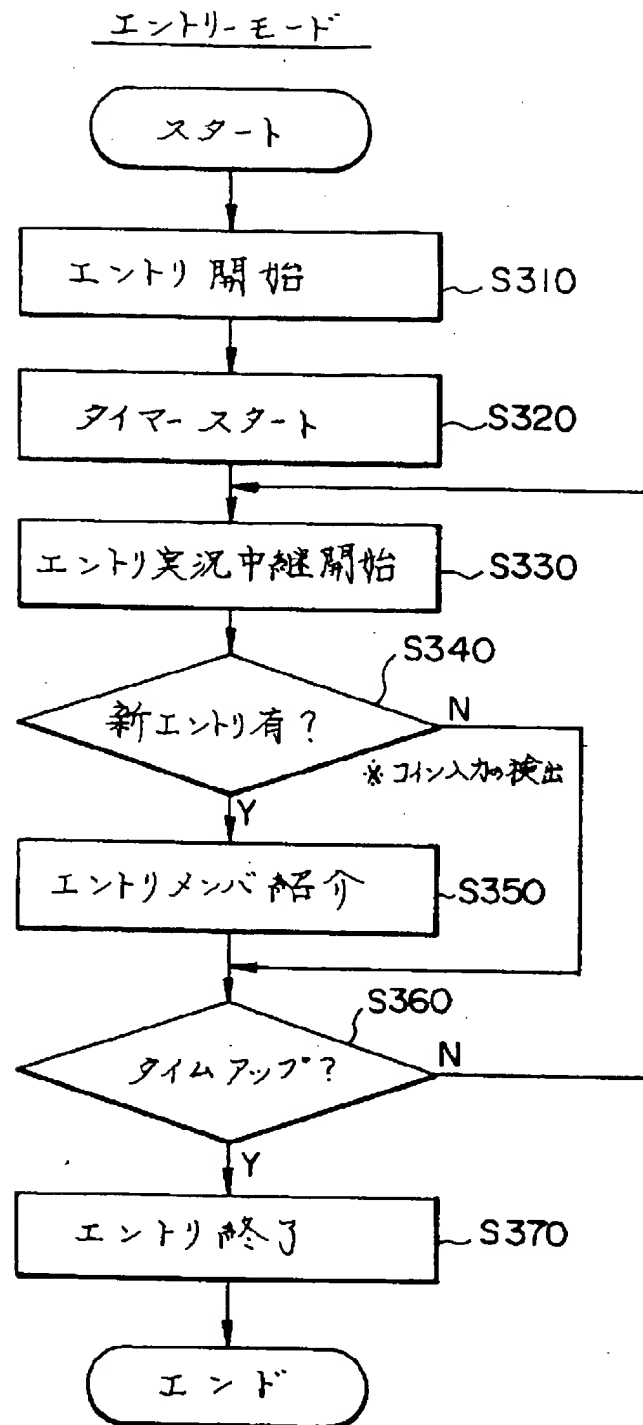 エントリーモード
スタート
エントリ開始
S310
タイマースタート
S320
エントリ実況中継開始
S330
S340
新エントリ有?
N
※コイン入力の検出
Y
エントリメンバ紹介
S350
S360
タイムアップ?
N
Y
エントリ終了
S370
エンド